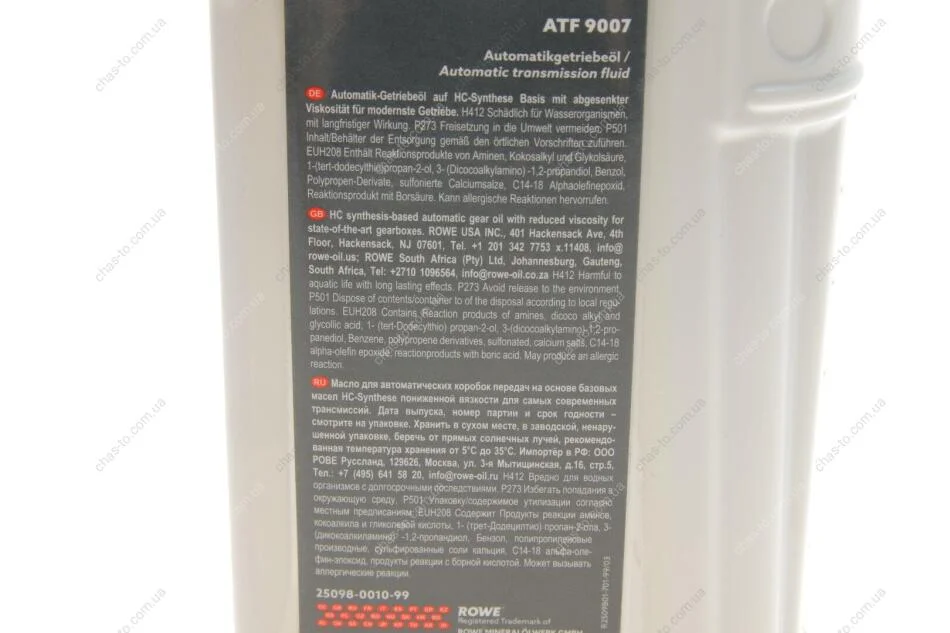 ATF 9007
Automatikgetriebeöl /
Automatic transmission fluid
DE Automatik-Getriebeöl auf HC-Synthese Basis mit abgesenkter
Viskosität für modernste Getriebe. H412 Schädlich für Wasserorganismen,
mit langfristiger Wirkung. P273 Freisetzung in die Umwelt vermeiden. P501
Inhalt/Behälter der Entsorgung gemäß den örtlichen Vorschriften zuführen.
EUH208 Enthält Reaktionsprodukte von Aminen, Kokosalkyl und Glykolsäure,
1-(tert-dodecylthio)propan-2-ol, 3- (Dicocoalkylamino) -1,2-propandiol, Benzol,
Polypropen-Derivate, sulfonierte Calciumsalze, C14-18 Alphaolefinepoxid,
Reaktionsprodukt mit Borsäure. Kann allergische Reaktionen hervorrufen.
GB HC synthesis-based automatic gear oil with reduced viscosity for
state-of-the-art gearboxes. ROWE USA INC., 401 Hackensack Ave, 4th
Floor, Hackensack, NJ 07601, Tel. +1 201 342 7753 x.11408, info@
rowe-oil.us; ROWE South Africa (Pty) Ltd, Johannesburg, Gauteng,
South Africa, Tel: +2710 1096564, info@rowe-oil.co.za H412 Harmful to
aquatic life with long lasting effects. P273 Avoid release to the environment.
P501 Dispose of contents/container to of the disposal according to local regu
lations. EUH208 Contains Reaction products of amines, dicoco alkyl and
glycollic acid, 1- (tert-Dodecylthio) propan-2-ol, 3-(dicocoalkylamino)-1,2-pro-
panediol, Benzene, polypropene derivatives, sulfonated, calcium salts, C14-18
alpha-olefin epoxide, reactionproducts with boric acid. May produce an allergic
reaction.
RU Масло для автоматических коробок передач на основе базовых
масел HC-Synthese пониженной вязкости для самых современных
трансмиссий. Дата выпуска, номер партии и срок годности –
смотрите на упаковке. Хранить в сухом месте, в заводской, ненару-
шенной упаковке, беречь от прямых солнечных лучей, рекомендо-
ванная температура хранения от 5°C до 35°C. Импортёр в РФ: ООО
РОВЕ Руссланд, 129626, Москва, ул. 3-я Мытищинская, д.16, стр.5,
Тел.: +7 (495) 641 58 20, info@rowe-oil.ru H412 Вредно для водных
организмов с долгосрочными последствиями. P273 Избегать попадания в
окружающую среду. P501 Упаковку/содержимое утилизации согласно
местным предписаниям. EUH208 Содержит Продукты реакции аминов,
кокоалкила и гликолевой кислоты, 1- (трет-Додецилтио) пропан-2-ола, 3-
(дикокоалкиламино) -1,2-пропандиол, Бензол, полипропиленовые
производные, сульфированные соли кальция, C14-18 альфа-оле-
фин-эпоксид, продукты реакции с борной кислотой. Может вызывать
аллергические реакции.
25098-0010-99
ROWE
Registered Trademark of
ROWE MINERALÖLWERK GMBH
R2509801-701-99/03
chas-to.com.ua